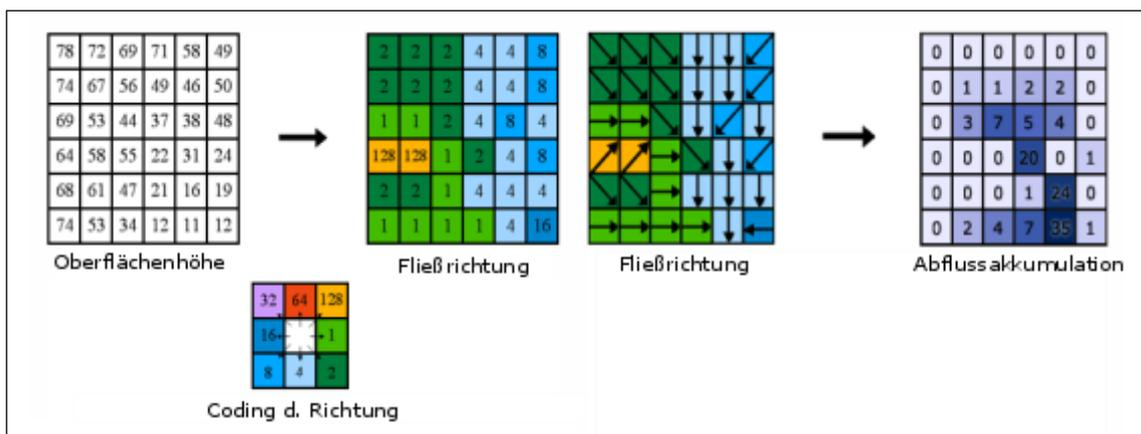 78 72 69 71 58 49
74 67 56 49 46 50
69 53 44 37 38 48
64 58 55 22 31 24
68 61 47 21 16 19
74 53 34 12 11 12
Oberflächenhöhe
2 2 2 4 4 8
2 2 2 4 4 8
1 1 2 4 8 4
128 128 1 2 4 8
2 2 1 4 4 4
1 1 1 1 4 16
Fließrichtung
Fließrichtung
0 0 0 0 0 0
0 1 1 2 2 0
0 3 7 5 4 0
0 0 0 20 0 1
0 0 0 1 24 0
0 2 4 7 35 1
Abflussakkumulation
32 64 128
16 1
8 4 2
Coding d. Richtung